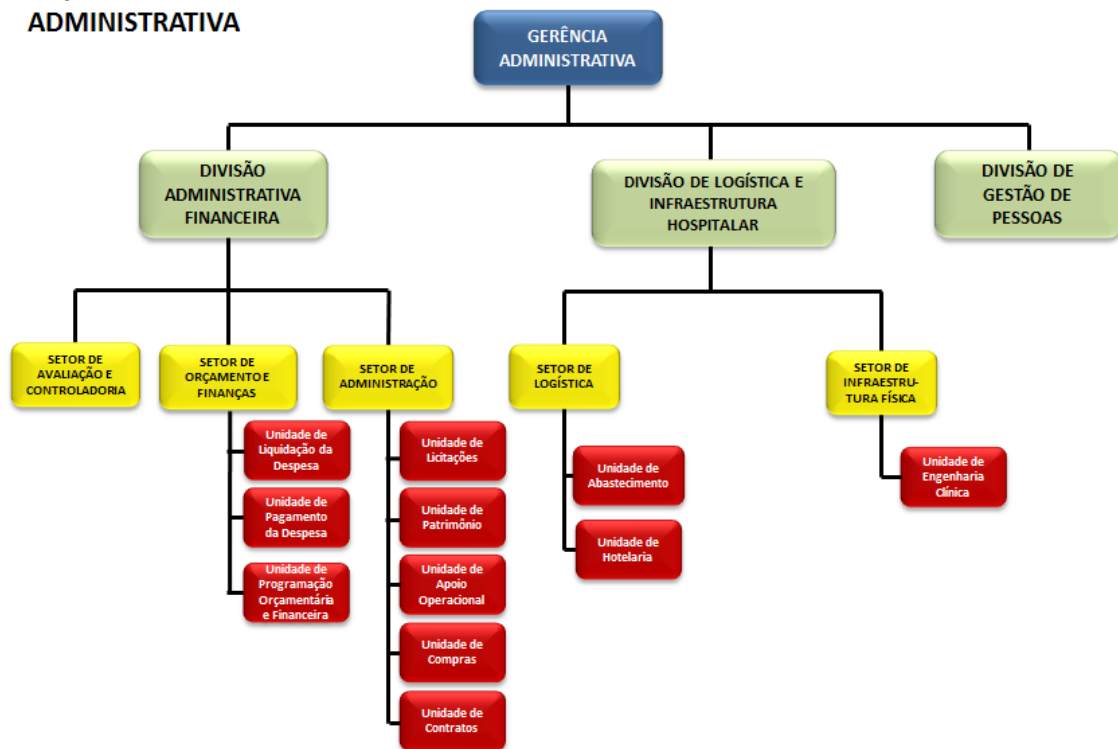 ADMINISTRATIVA
GERÊNCIA
ADMINISTRATIVA
DIVISÃO
ADMINISTRATIVA
FINANCEIRA
DIVISÃO DE LOGÍSTICA E
INFRAESTRUTURA
HOSPITALAR
DIVISÃO DE
GESTÃO DE
PESSOAS
SETOR DE
AVALIAÇÃO E
CONTROLADORIA
SETOR DE
ORÇAMENTO E
FINANÇAS
SETOR DE
ADMINISTRAÇÃO
SETOR DE
LOGÍSTICA
SETOR DE
INFRAESTRU-
TURA FÍSICA
Unidade de
Liquidação da
Despesa
Unidade de
Pagamento
da Despesa
Unidade de
Programação
Orçamentária
e Financeira
Unidade de
Licitações
Unidade de
Patrimônio
Unidade de
Apoio
Operacional
Unidade de
Compras
Unidade de
Contratos
Unidade de
Abastecimento
Unidade de
Hotelaria
Unidade de
Engenharia
Clínica